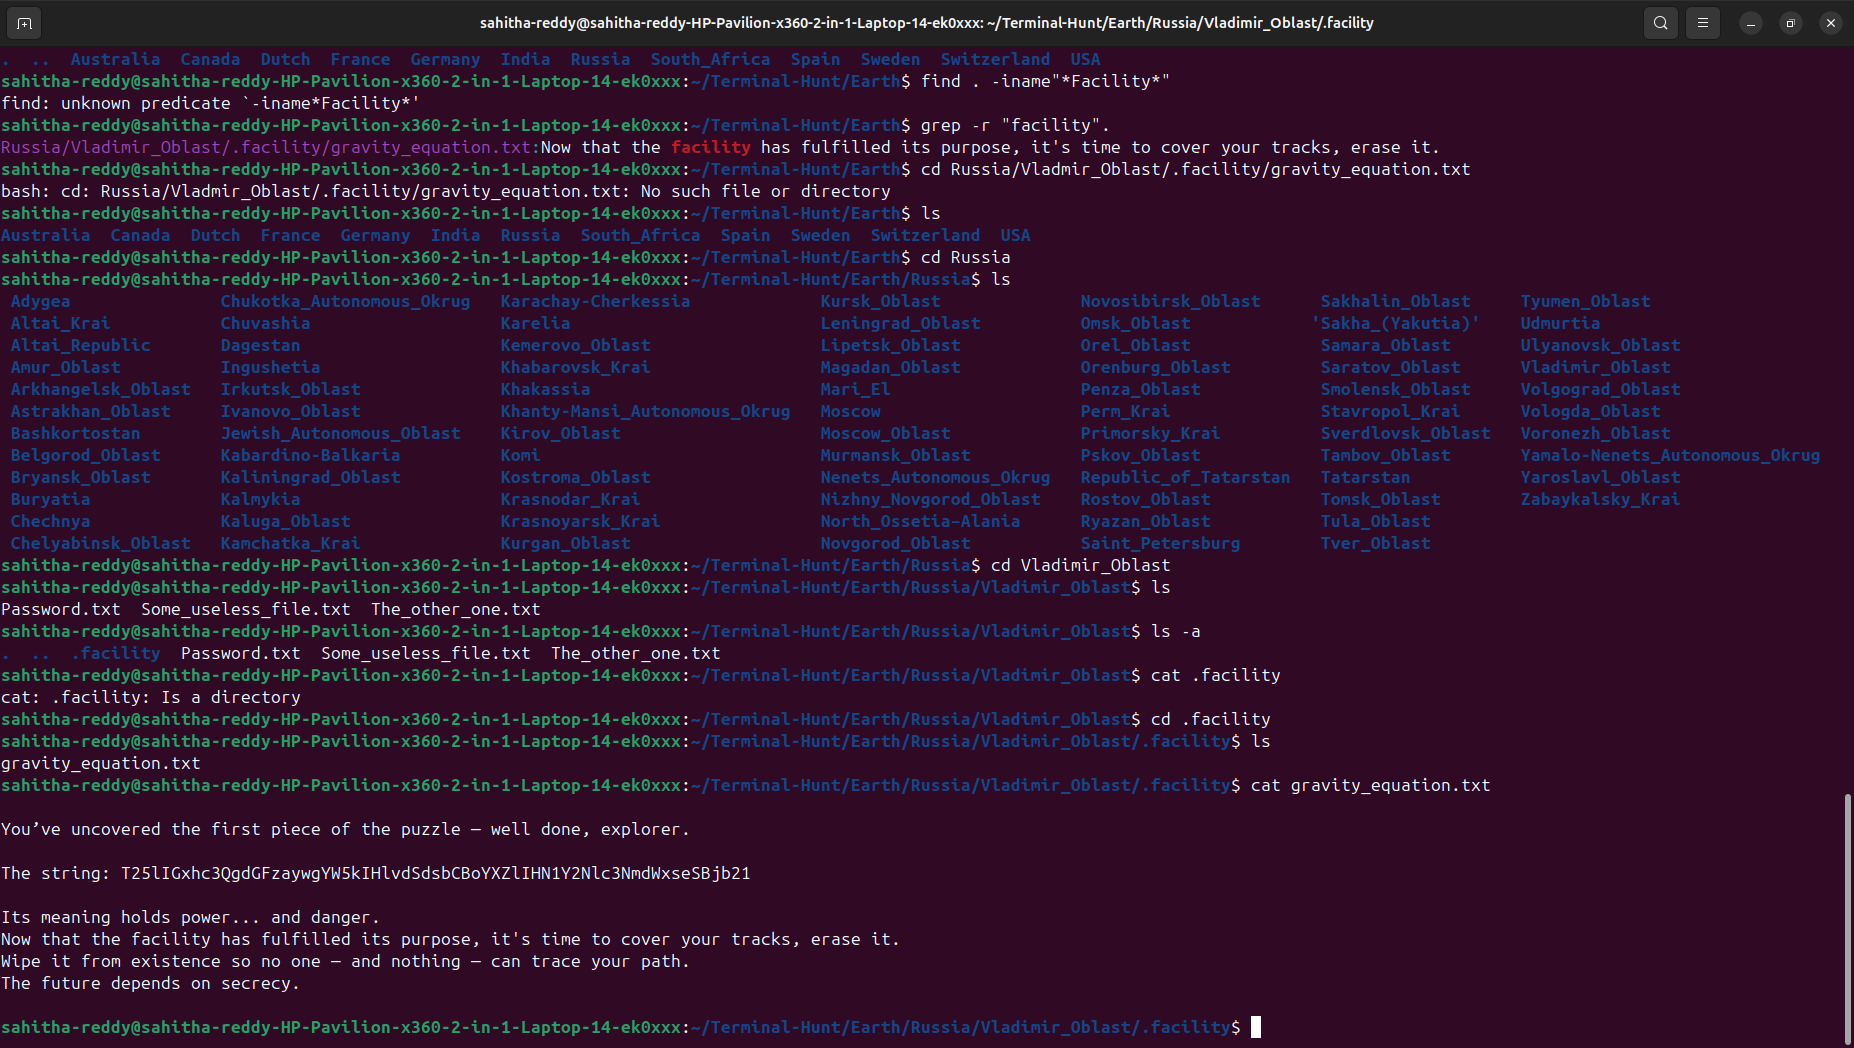 sahitha-reddy@sahitha-reddy-HP-Pavilion-x360-2-in-1-Laptop-14-ek0xxx: ~/Terminal-Hunt/Earth/Russia/Vladimir_Oblast/.facility
.  ..  Australia  Canada  Dutch  France  Germany  India  Russia  South_Africa  Spain  Sweden  Switzerland  USA
sahitha-reddy@sahitha-reddy-HP-Pavilion-x360-2-in-1-Laptop-14-ek0xxx:~/Terminal-Hunt/Earth$ find . -iname"*Facility*"
find: unknown predicate `-iname*Facility*'
sahitha-reddy@sahitha-reddy-HP-Pavilion-x360-2-in-1-Laptop-14-ek0xxx:~/Terminal-Hunt/Earth$ grep -r "facility".
Russia/Vladimir_Oblast/.facility/gravity_equation.txt:Now that the facility has fulfilled its purpose, it's time to cover your tracks, erase it.
sahitha-reddy@sahitha-reddy-HP-Pavilion-x360-2-in-1-Laptop-14-ek0xxx:~/Terminal-Hunt/Earth$ cd Russia/Vladmir_Oblast/.facility/gravity_equation.txt
bash: cd: Russia/Vladmir_Oblast/.facility/gravity_equation.txt: No such file or directory
sahitha-reddy@sahitha-reddy-HP-Pavilion-x360-2-in-1-Laptop-14-ek0xxx:~/Terminal-Hunt/Earth$ ls
Australia  Canada  Dutch  France  Germany  India  Russia  South_Africa  Spain  Sweden  Switzerland  USA
sahitha-reddy@sahitha-reddy-HP-Pavilion-x360-2-in-1-Laptop-14-ek0xxx:~/Terminal-Hunt/Earth$ cd Russia
sahitha-reddy@sahitha-reddy-HP-Pavilion-x360-2-in-1-Laptop-14-ek0xxx:~/Terminal-Hunt/Earth/Russia$ ls
Adygea  Chukotka_Autonomous_Okrug  Karachay-Cherkessia  Kursk_Oblast  Novosibirsk_Oblast  Sakhalin_Oblast  Tyumen_Oblast
Altai_Krai  Chuvashia  Karelia  Leningrad_Oblast  Omsk_Oblast  'Sakha_(Yakutia)'  Udmurtia
Altai_Republic  Dagestan  Kemerovo_Oblast  Lipetsk_Oblast  Orel_Oblast  Samara_Oblast  Ulyanovsk_Oblast
Amur_Oblast  Ingushetia  Khabarovsk_Krai  Magadan_Oblast  Orenburg_Oblast  Saratov_Oblast  Vladimir_Oblast
Arkhangelsk_Oblast  Irkutsk_Oblast  Khakassia  Mari_El  Penza_Oblast  Smolensk_Oblast  Volgograd_Oblast
Astrakhan_Oblast  Ivanovo_Oblast  Khanty-Mansi_Autonomous_Okrug  Moscow  Perm_Krai  Stavropol_Krai  Vologda_Oblast
Bashkortostan  Jewish_Autonomous_Oblast  Kirov_Oblast  Moscow_Oblast  Primorsky_Krai  Sverdlovsk_Oblast  Voronezh_Oblast
Belgorod_Oblast  Kabardino-Balkaria  Komi  Murmansk_Oblast  Pskov_Oblast  Tambov_Oblast  Yamalo-Nenets_Autonomous_Okrug
Bryansk_Oblast  Kaliningrad_Oblast  Kostroma_Oblast  Nenets_Autonomous_Okrug  Republic_of_Tatarstan  Tatarstan  Yaroslavl_Oblast
Buryatia  Kalmykia  Krasnodar_Krai  Nizhny_Novgorod_Oblast  Rostov_Oblast  Tomsk_Oblast  Zabaykalsky_Krai
Chechnya  Kaluga_Oblast  Krasnoyarsk_Krai  North_Ossetia–Alania  Ryazan_Oblast  Tula_Oblast
Chelyabinsk_Oblast  Kamchatka_Krai  Kurgan_Oblast  Novgorod_Oblast  Saint_Petersburg  Tver_Oblast
sahitha-reddy@sahitha-reddy-HP-Pavilion-x360-2-in-1-Laptop-14-ek0xxx:~/Terminal-Hunt/Earth/Russia$ cd Vladimir_Oblast
sahitha-reddy@sahitha-reddy-HP-Pavilion-x360-2-in-1-Laptop-14-ek0xxx:~/Terminal-Hunt/Earth/Russia/Vladimir_Oblast$ ls
Password.txt  Some_useless_file.txt  The_other_one.txt
sahitha-reddy@sahitha-reddy-HP-Pavilion-x360-2-in-1-Laptop-14-ek0xxx:~/Terminal-Hunt/Earth/Russia/Vladimir_Oblast$ ls -a
.  ..  .facility  Password.txt  Some_useless_file.txt  The_other_one.txt
sahitha-reddy@sahitha-reddy-HP-Pavilion-x360-2-in-1-Laptop-14-ek0xxx:~/Terminal-Hunt/Earth/Russia/Vladimir_Oblast$ cat .facility
cat: .facility: Is a directory
sahitha-reddy@sahitha-reddy-HP-Pavilion-x360-2-in-1-Laptop-14-ek0xxx:~/Terminal-Hunt/Earth/Russia/Vladimir_Oblast$ cd .facility
sahitha-reddy@sahitha-reddy-HP-Pavilion-x360-2-in-1-Laptop-14-ek0xxx:~/Terminal-Hunt/Earth/Russia/Vladimir_Oblast/.facility$ ls
gravity_equation.txt
sahitha-reddy@sahitha-reddy-HP-Pavilion-x360-2-in-1-Laptop-14-ek0xxx:~/Terminal-Hunt/Earth/Russia/Vladimir_Oblast/.facility$ cat gravity_equation.txt
You’ve uncovered the first piece of the puzzle — well done, explorer.
The string: T25lIGxhc3QgdGFzaywgYW5kIHlvdSdsbCBoYXZlIHN1Y2Nlc3NmdWxseSBjb21
Its meaning holds power... and danger.
Now that the facility has fulfilled its purpose, it's time to cover your tracks, erase it.
Wipe it from existence so no one — and nothing — can trace your path.
The future depends on secrecy.
sahitha-reddy@sahitha-reddy-HP-Pavilion-x360-2-in-1-Laptop-14-ek0xxx:~/Terminal-Hunt/Earth/Russia/Vladimir_Oblast/.facility$